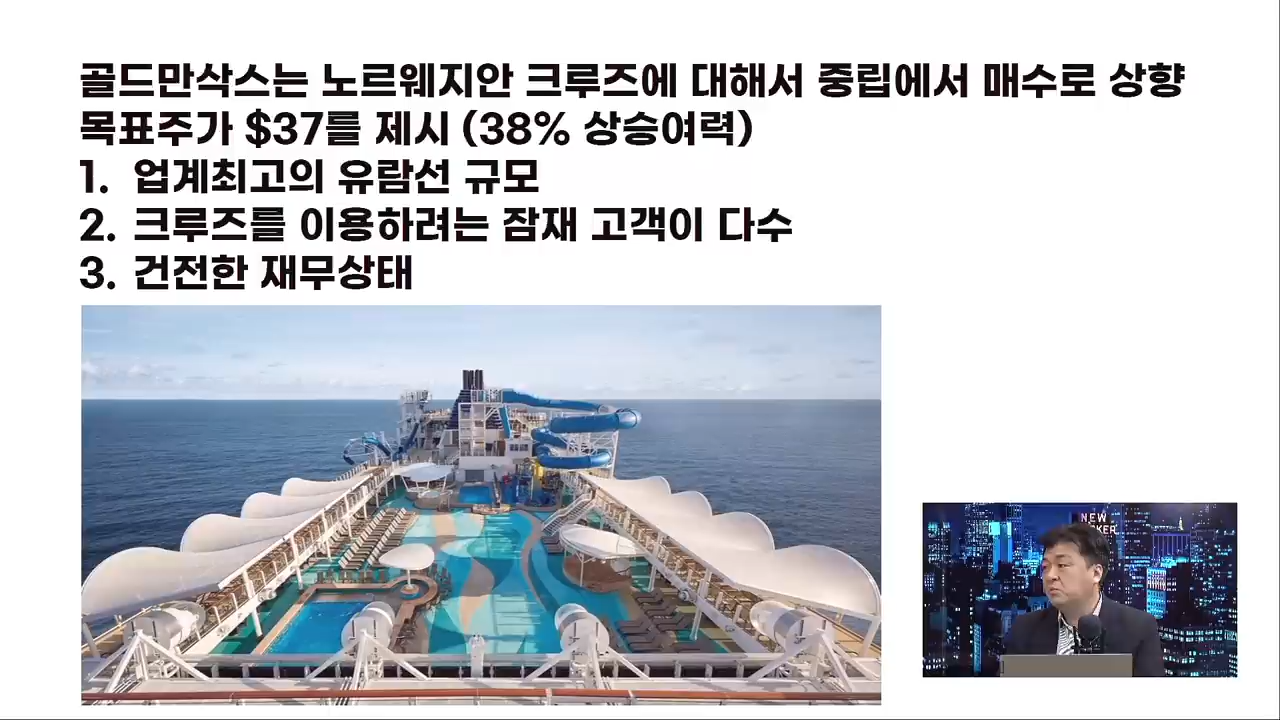 골드만삭스는 노르웨지안 크루즈에 대해서 중립에서 매수로 상향
목표주가 $37를 제시 (38% 상승여력)
1. 업계최고의 유람선 규모
2. 크루즈를 이용하려는 잠재 고객이 다수
3. 건전한 재무상태
NEW